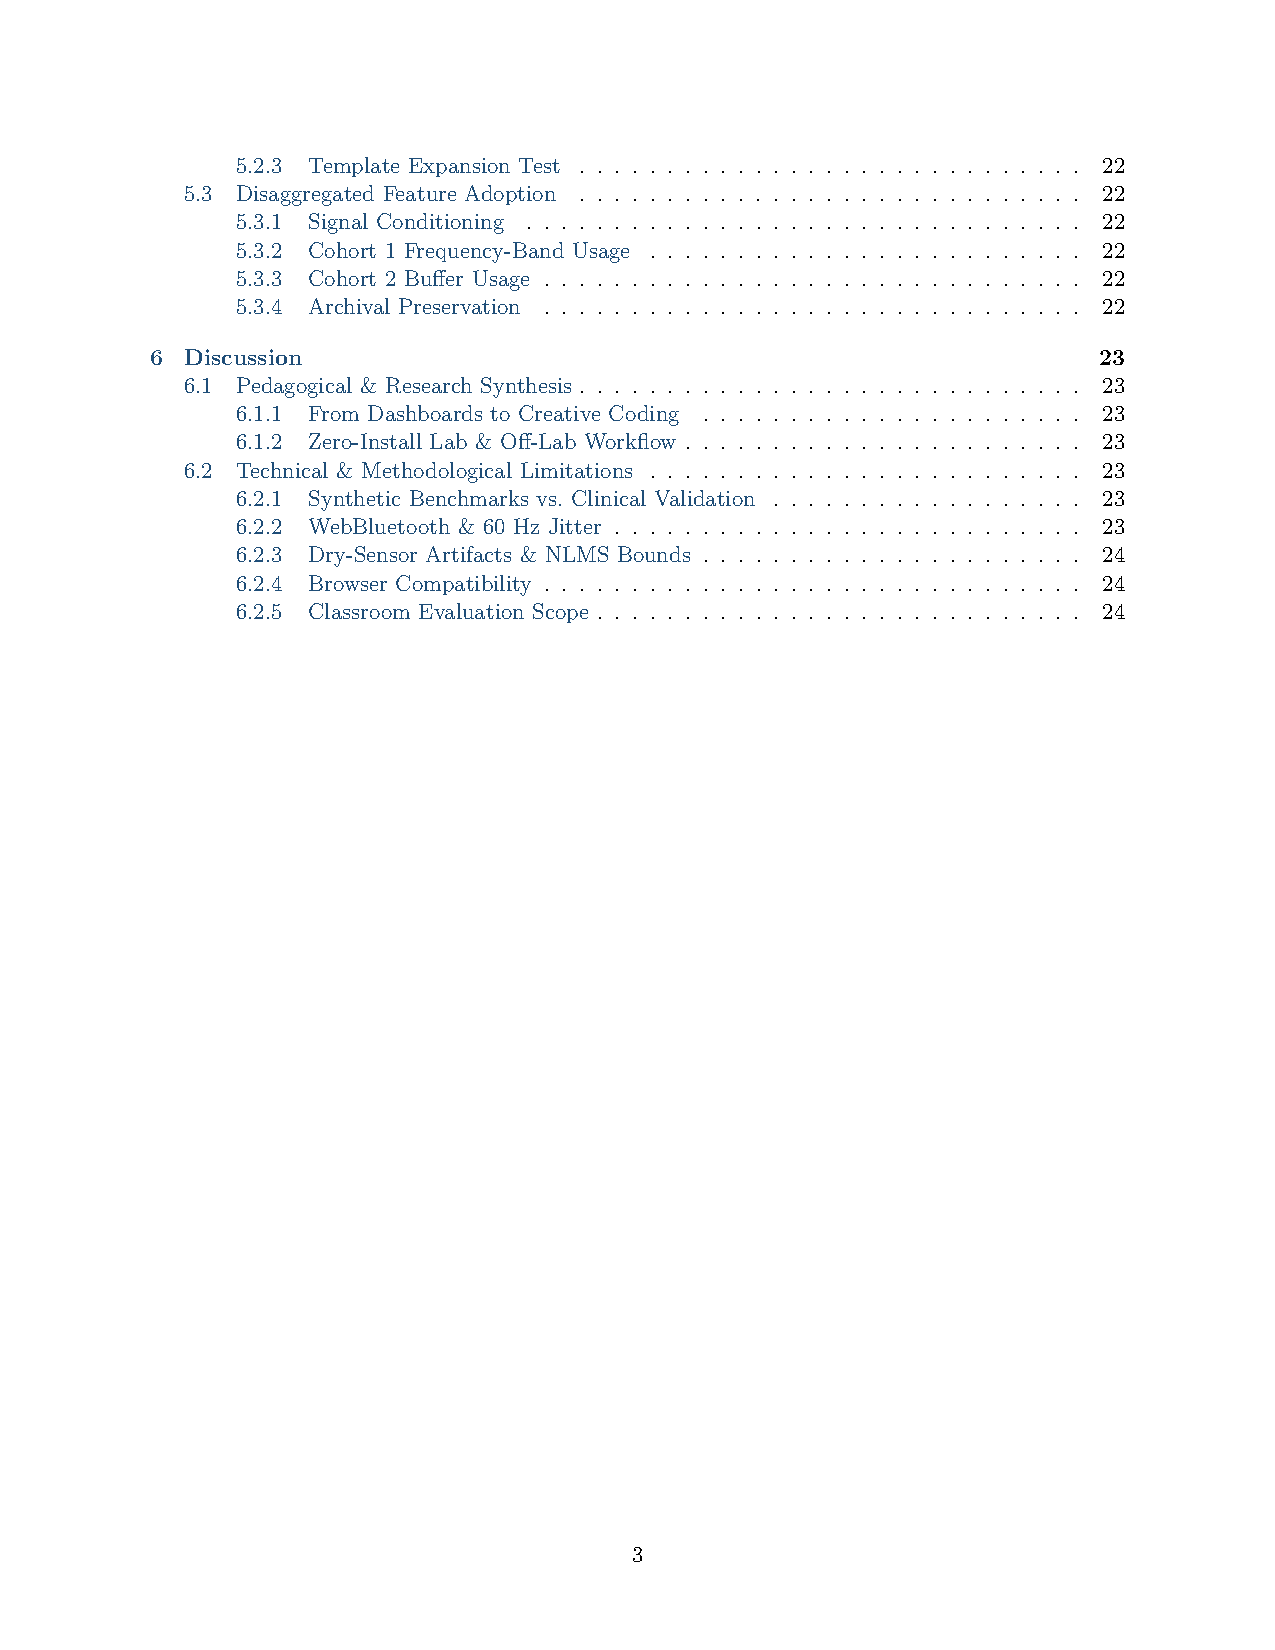 5.2.3 Template Expansion Test . . . . . . . . . . . . . . . . . . . . . . . . . . . . . 22
5.3 Disaggregated Feature Adoption . . . . . . . . . . . . . . . . . . . . . . . . . . . . . 22
5.3.1 Signal Conditioning . . . . . . . . . . . . . . . . . . . . . . . . . . . . . . . . 22
5.3.2 Cohort 1 Frequency-Band Usage . . . . . . . . . . . . . . . . . . . . . . . . . 22
5.3.3 Cohort 2 Buffer Usage . . . . . . . . . . . . . . . . . . . . . . . . . . . . . . . 22
5.3.4 Archival Preservation . . . . . . . . . . . . . . . . . . . . . . . . . . . . . . . 22
6 Discussion 23
6.1 Pedagogical & Research Synthesis . . . . . . . . . . . . . . . . . . . . . . . . . . . . . 23
6.1.1 From Dashboards to Creative Coding . . . . . . . . . . . . . . . . . . . . . . 23
6.1.2 Zero-Install Lab & Off-Lab Workflow . . . . . . . . . . . . . . . . . . . . . . . 23
6.2 Technical & Methodological Limitations . . . . . . . . . . . . . . . . . . . . . . . . . 23
6.2.1 Synthetic Benchmarks vs. Clinical Validation . . . . . . . . . . . . . . . . . . 23
6.2.2 WebBluetooth & 60 Hz Jitter . . . . . . . . . . . . . . . . . . . . . . . . . . . 23
6.2.3 Dry-Sensor Artifacts & NLMS Bounds . . . . . . . . . . . . . . . . . . . . . . 24
6.2.4 Browser Compatibility . . . . . . . . . . . . . . . . . . . . . . . . . . . . . . . 24
6.2.5 Classroom Evaluation Scope . . . . . . . . . . . . . . . . . . . . . . . . . . . . 24
3